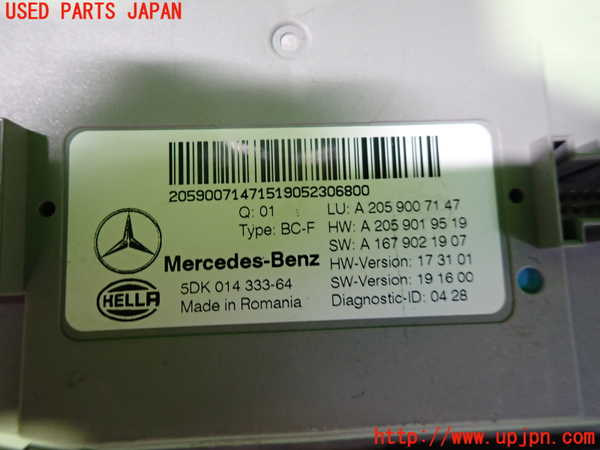 USED PARTS JAPAN
20590071471519052306800
Q: 01
LU: A 205 900 71 47
Type: BC-F
HW: A 205 901 95 19
SW: A 167 902 19 07
Mercedes-Benz
HW-Version: 17 31 01
HELLA
5DK 014 333-64
SW-Version: 19 16 00
Made in Romania
Diagnostic-ID: 04 28
http://www.upjpn.com/